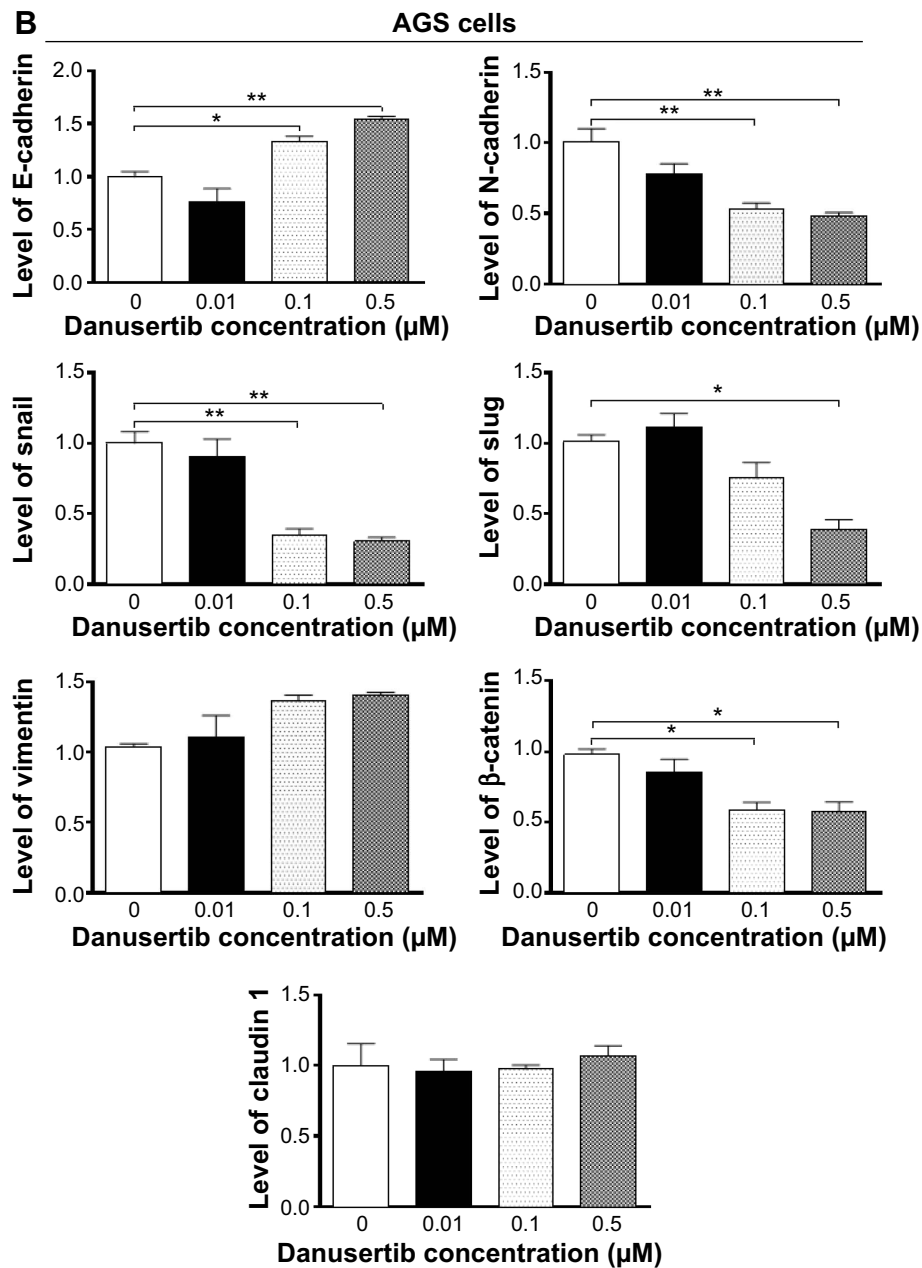 B
AGS cells
Level of E-cadherin
2.0
1.5
1.0
0.5
0.0
**
*
0 0.01 0.1 0.5
Danusertib concentration (µM)
Level of N-cadherin
1.5
1.0
0.5
0.0
**
**
0 0.01 0.1 0.5
Danusertib concentration (µM)
Level of snail
1.5
1.0
0.5
0.0
**
**
0 0.01 0.1 0.5
Danusertib concentration (µM)
Level of slug
1.5
1.0
0.5
0.0
*
0 0.01 0.1 0.5
Danusertib concentration (µM)
Level of vimentin
1.5
1.0
0.5
0.0
0 0.01 0.1 0.5
Danusertib concentration (µM)
Level of β-catenin
1.5
1.0
0.5
0.0
*
*
0 0.01 0.1 0.5
Danusertib concentration (µM)
Level of claudin 1
1.5
1.0
0.5
0.0
0 0.01 0.1 0.5
Danusertib concentration (µM)